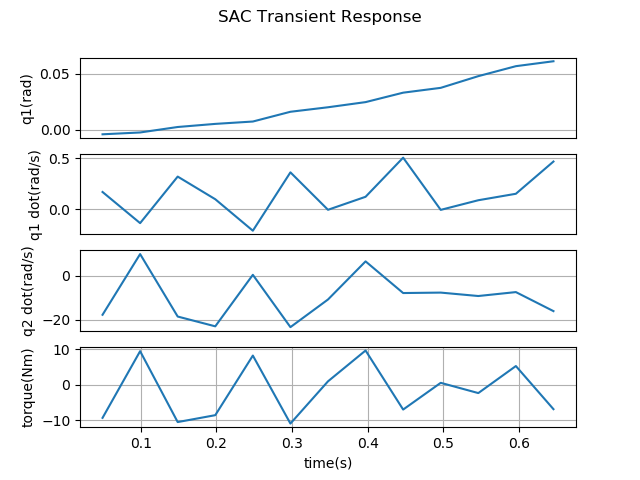 SAC Transient Response
q1(rad)
0.05
0.00
q1 dot(rad/s)
0.5
0.0
q2 dot(rad/s)
0
−20
torque(Nm)
10
0
−10
0.1 0.2 0.3 0.4 0.5 0.6
time(s)